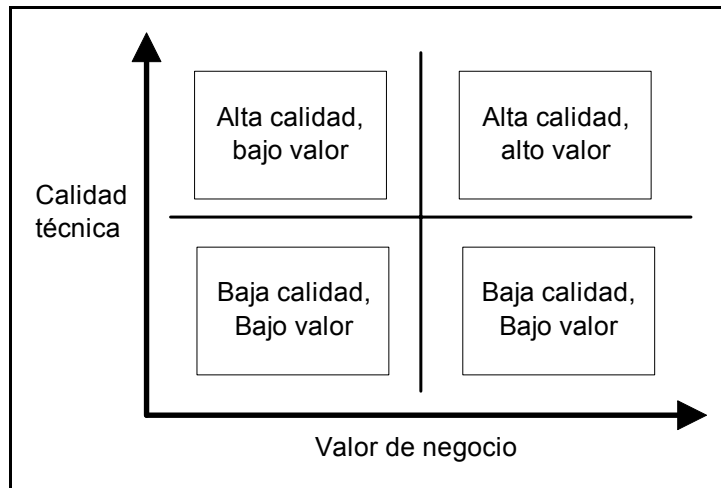 Alta calidad,
bajo valor
Alta calidad,
alto valor
Calidad
técnica
Baja calidad,
Bajo valor
Baja calidad,
Bajo valor
Valor de negocio